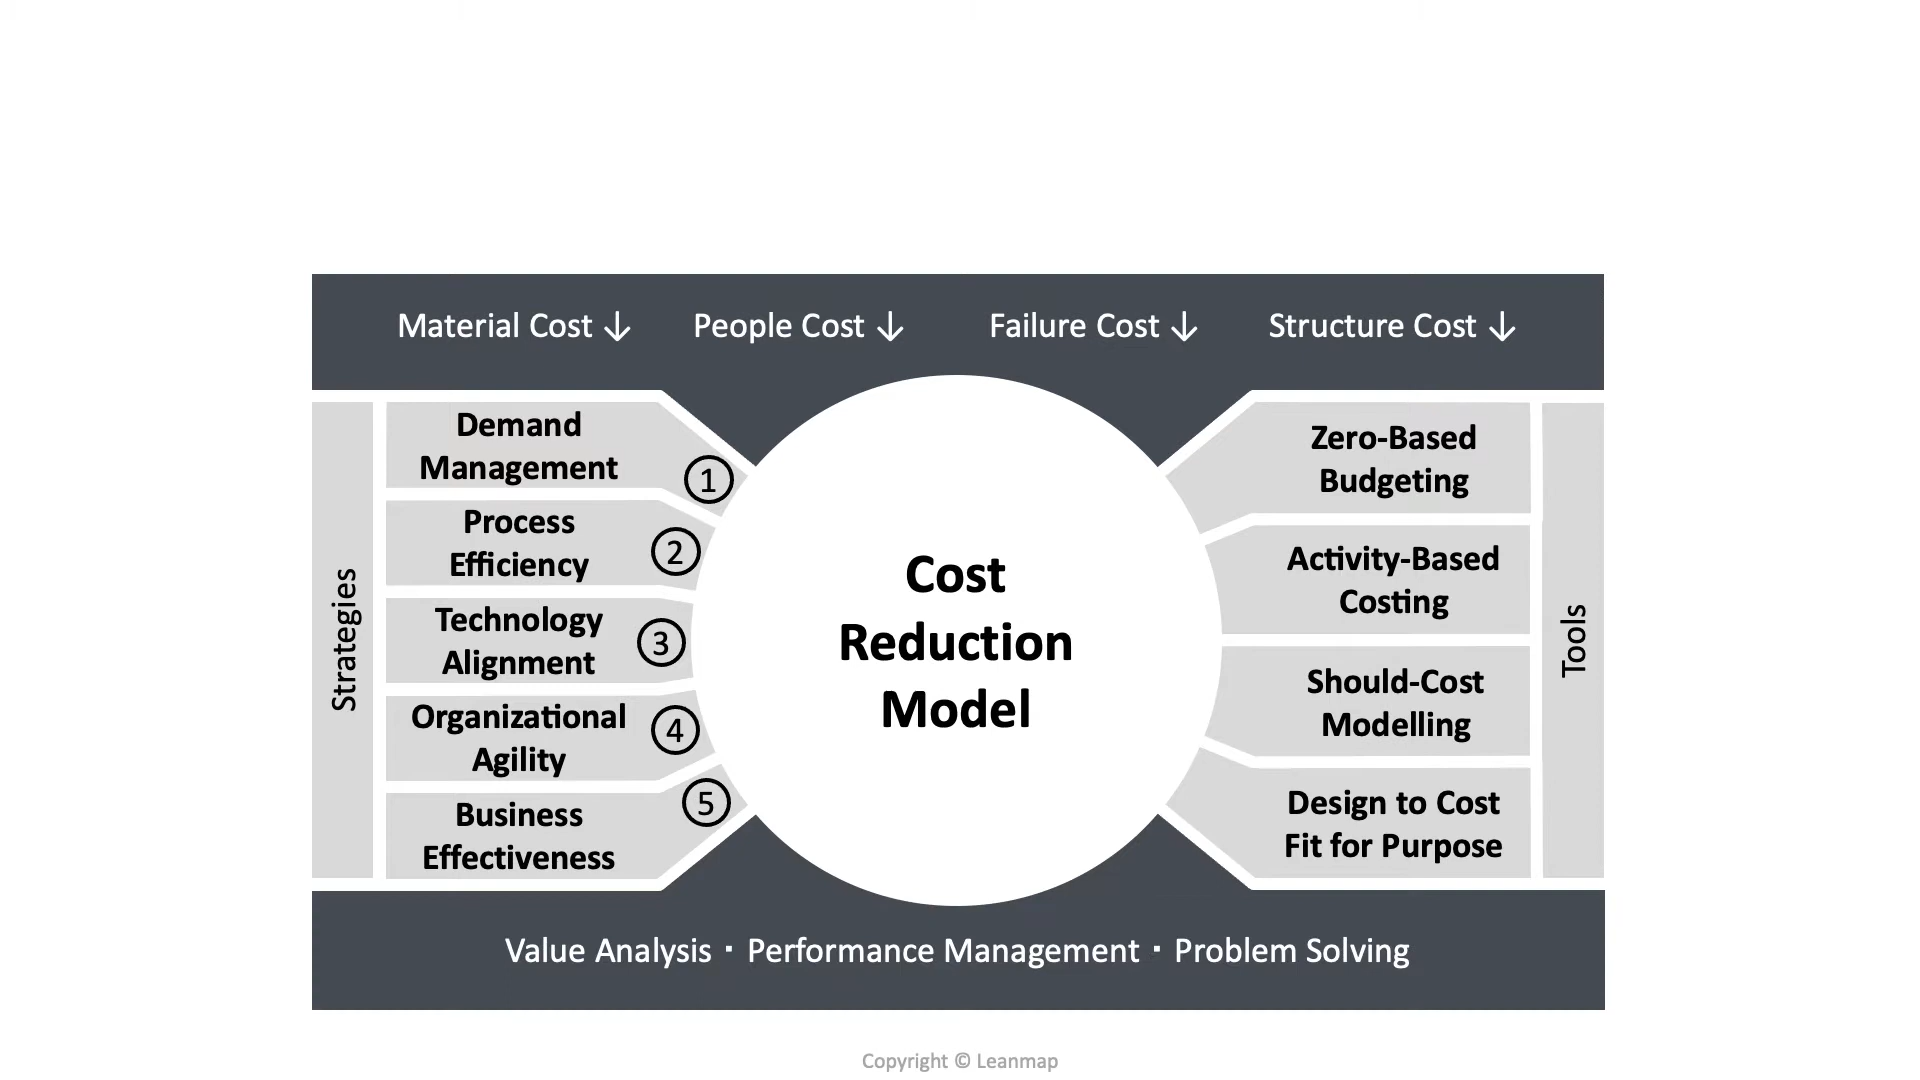 Material Cost ↓ People Cost ↓ Failure Cost ↓ Structure Cost ↓
Strategies
Demand
Management
1
Process
Efficiency
2
Technology
Alignment
3
Organizational
Agility
4
Business
Effectiveness
5
Cost
Reduction
Model
Zero-Based
Budgeting
Activity-Based
Costing
Should-Cost
Modelling
Design to Cost
Fit for Purpose
Tools
Value Analysis · Performance Management · Problem Solving
Copyright © Leanmap